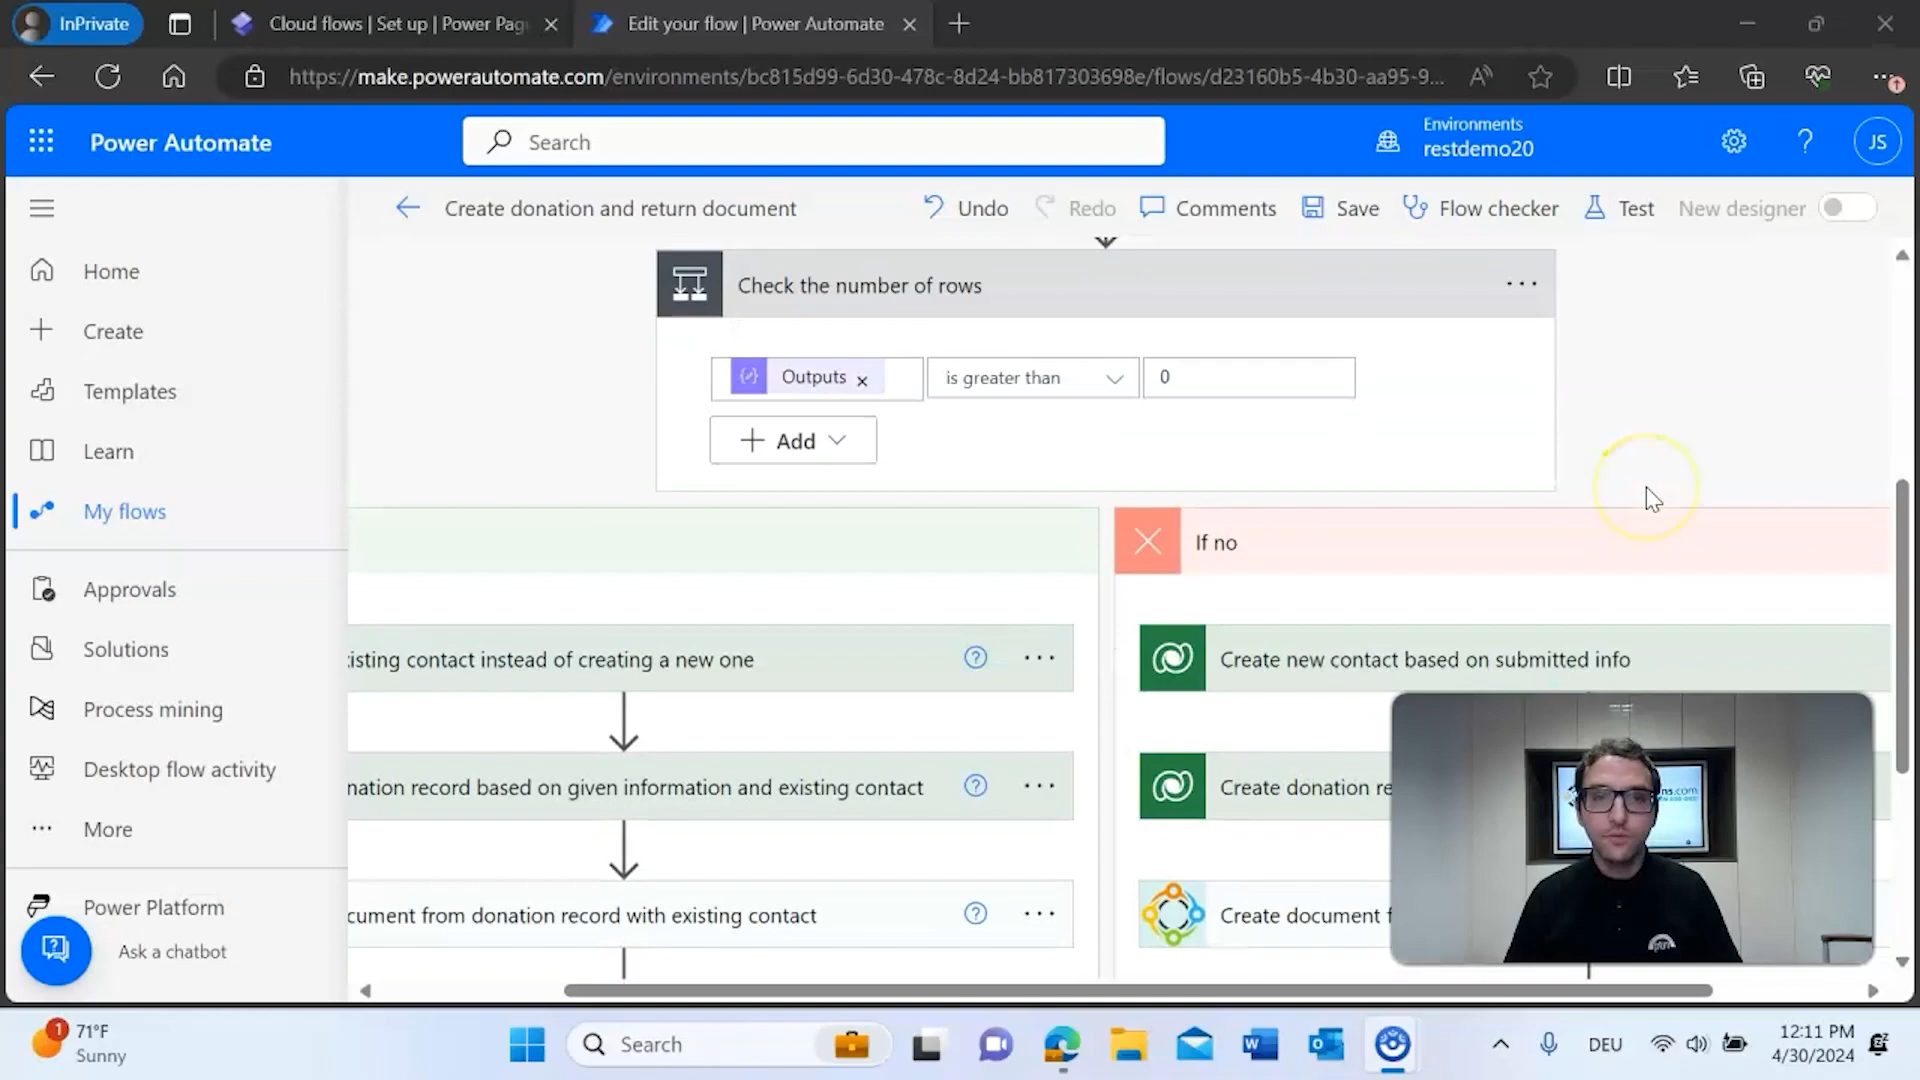 InPrivate
Cloud flows | Set up | Power Pag
Edit your flow | Power Automate
https://make.powerautomate.com/environments/bc815d99-6d30-478c-8d24-bb817303698e/flows/d23160b5-4b30-aa95-9...
Power Automate
Search
Environments
restdemo20
JS
Create donation and return document
Undo
Redo
Comments
Save
Flow checker
Test
New designer
Home
Create
Templates
Learn
My flows
Approvals
Solutions
Process mining
Desktop flow activity
More
Power Platform
Ask a chatbot
Check the number of rows
Outputs
is greater than
0
Add
If no
isting contact instead of creating a new one
Create new contact based on submitted info
nation record based on given information and existing contact
Create donation re
cument from donation record with existing contact
Create document f
ns.com
1
71°F
Sunny
Search
DEU
12:11 PM
4/30/2024